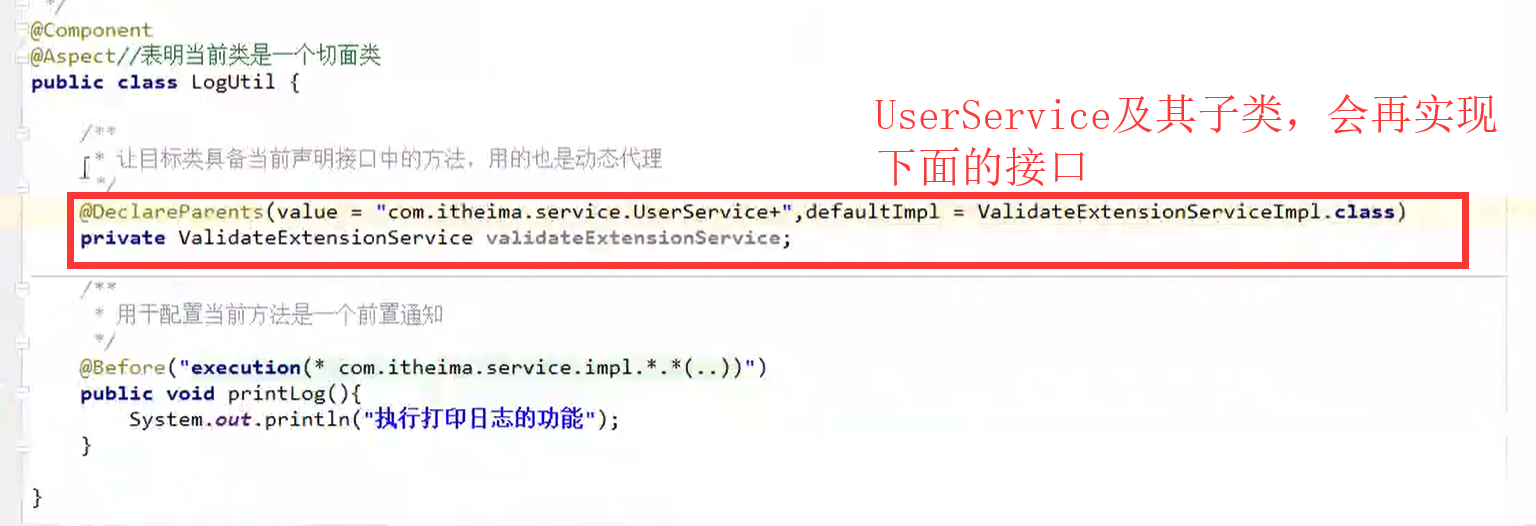 */
@Component
@Aspect//表明当前类是一个切面类
public class LogUtil {
UserService及其子类，会再实现
下面的接口
/**
* 让目标类具备当前声明接口中的方法，用的也是动态代理
*/
@DeclareParents(value = "com.itheima.service.UserService+",defaultImpl = ValidateExtensionServiceImpl.class)
private ValidateExtensionService validateExtensionService;
/**
* 用于配置当前方法是一个前置通知
*/
@Before("execution(* com.itheima.service.impl.*.*(..))")
public void printLog(){
System.out.println("执行打印日志的功能");
}
}